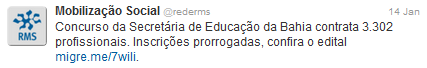 RMS
Mobilização Social @rederms 14 Jan
Concurso da Secretária de Educação da Bahia contrata 3.302
profissionais. Inscrições prorrogadas, confira o edital
migre.me/7wili.